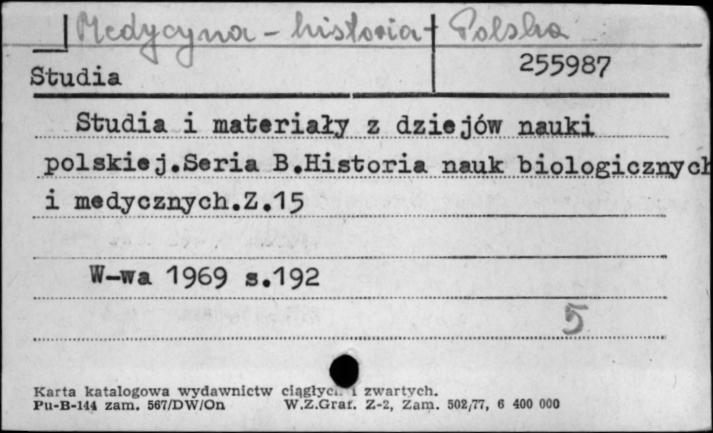 Medycyna - historia Polska
Studia 255987
Studia i materiały z dziejów nauki
polskiej.Seria B.Historia nauk biologicznych
i medycznych.Z.15
W-wa 1969 s.192
5
Karta katalogowa wydawnictw ciągłych i zwartych.
Pu-B-144 zam. 567/DW/On W.Z.Graf. Z-2, Zam. 502/77, 6 400 000